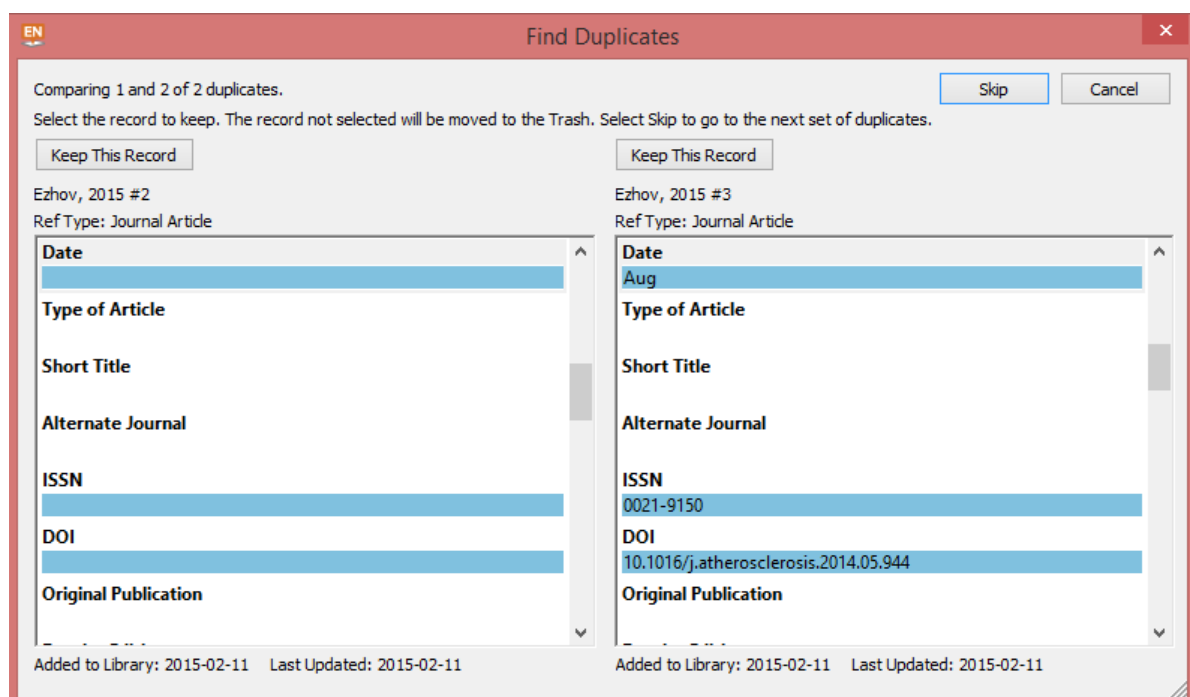 EN
Find Duplicates
Comparing 1 and 2 of 2 duplicates.
Skip
Cancel
Select the record to keep. The record not selected will be moved to the Trash. Select Skip to go to the next set of duplicates.
Keep This Record
Keep This Record
Ezhov, 2015 #2
Ref Type: Journal Article
Date
Type of Article
Short Title
Alternate Journal
ISSN
DOI
Original Publication
Added to Library: 2015-02-11 Last Updated: 2015-02-11
Ezhov, 2015 #3
Ref Type: Journal Article
Date
Aug
Type of Article
Short Title
Alternate Journal
ISSN
0021-9150
DOI
10.1016/j.atherosclerosis.2014.05.944
Original Publication
Added to Library: 2015-02-11 Last Updated: 2015-02-11